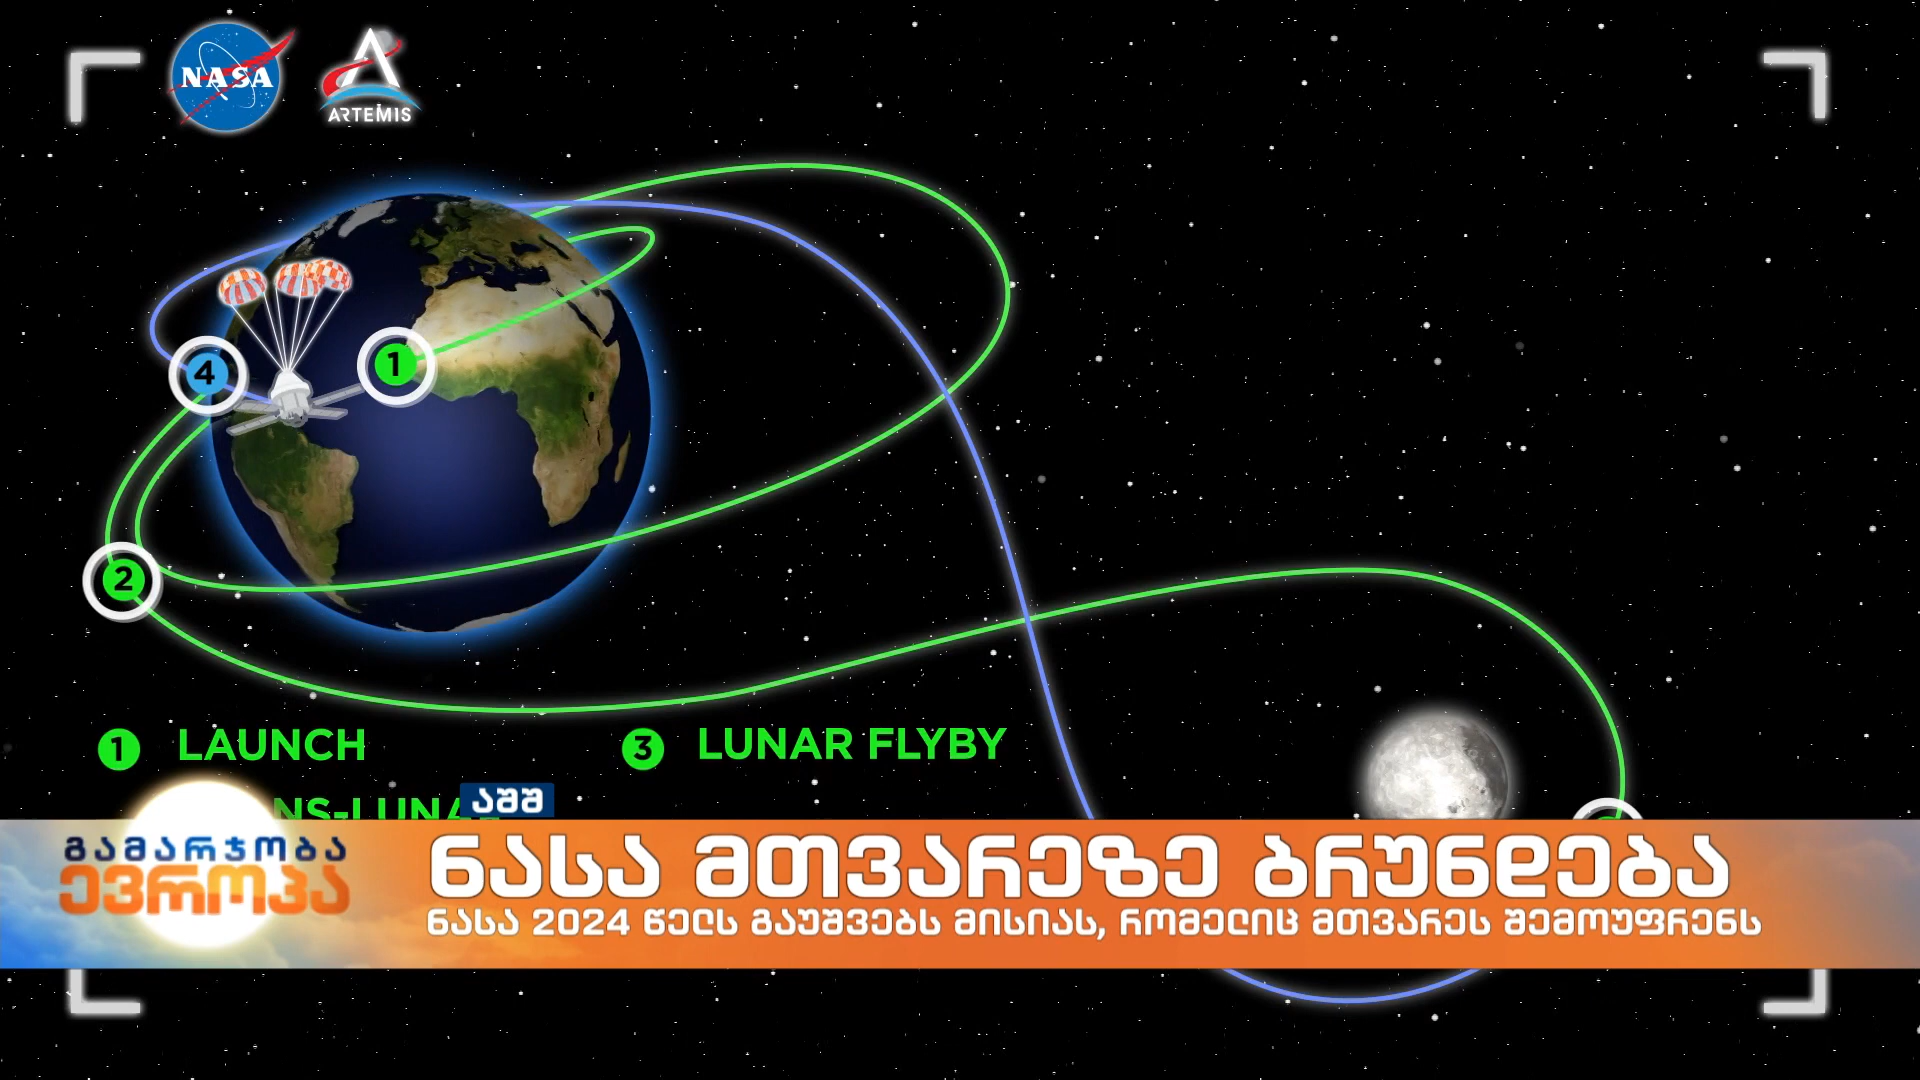 NASA
ARTEMIS
4
1
2
1 LAUNCH
3 LUNAR FLYBY
აშშ
გამარჯობა
ევროპა
ნასა მთვარეზე ბრუნდება
ნასა 2024 წელს გაუშვებს მისიას, რომელიც მთვარეს შემოუფრენს